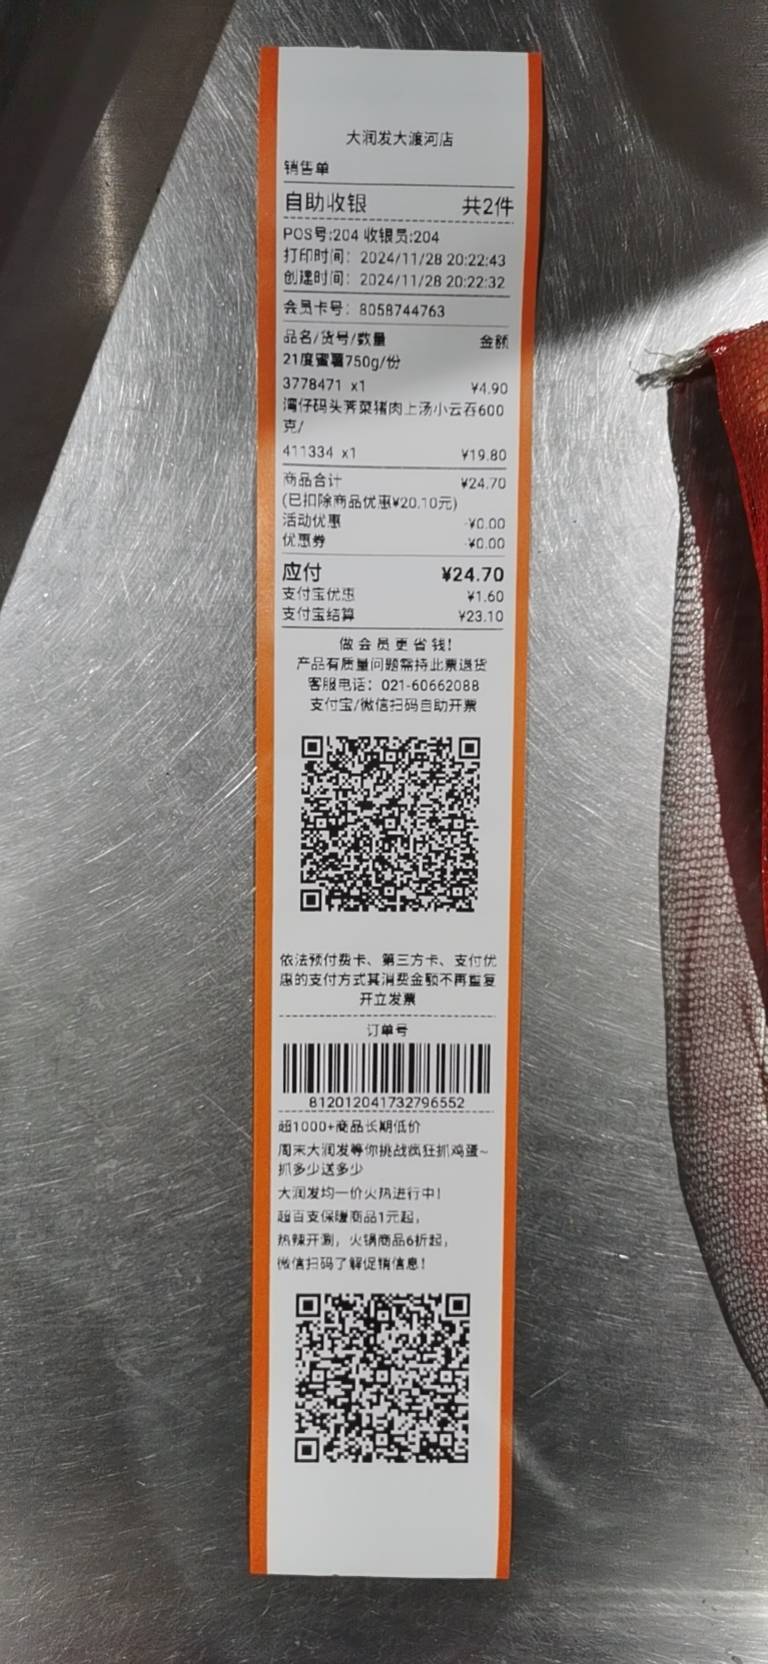 大润发大渡河店
销售单
自助收银 共2件
POS号:204 收银员:204
打印时间: 2024/11/28 20:22:43
创建时间: 2024/11/28 20:22:32
会员卡号: 8058744763
品名/货号/数量 金额
21度蜜薯750g/份
3778471 x1 ¥4.90
湾仔码头荠菜猪肉上汤小云吞600
克/
411334 x1 ¥19.80
商品合计 ¥24.70
(已扣除商品优惠¥20.10元)
活动优惠 -¥0.00
优惠券 -¥0.00
应付 ¥24.70
支付宝优惠 ¥1.60
支付宝结算 ¥23.10
做会员更省钱!
产品有质量问题需持此票退货
客服电话: 021-60662088
支付宝/微信扫码自助开票
依法预付费卡、第三方卡、支付优
惠的支付方式其消费金额不再重复
开立发票
订单号
812012041732796552
超1000+商品长期低价
周末大润发等你挑战疯狂抓鸡蛋~
抓多少送多少
大润发均一价火热进行中!
超百支保暖商品1元起,
热辣开涮, 火锅商品6折起,
微信扫码了解促销信息!